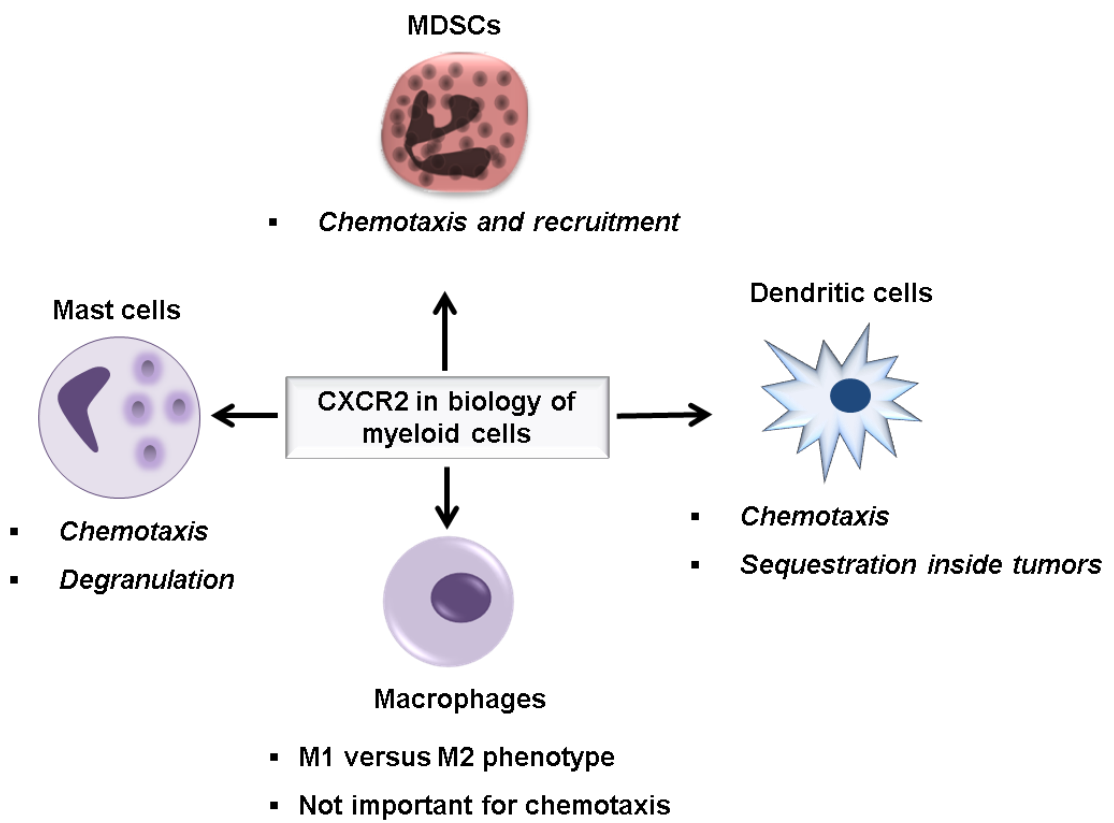 MDSCs
▪ Chemotaxis and recruitment
Mast cells
▪ Chemotaxis
▪ Degranulation
CXCR2 in biology of
myeloid cells
Dendritic cells
▪ Chemotaxis
▪ Sequestration inside tumors
Macrophages
▪ M1 versus M2 phenotype
▪ Not important for chemotaxis